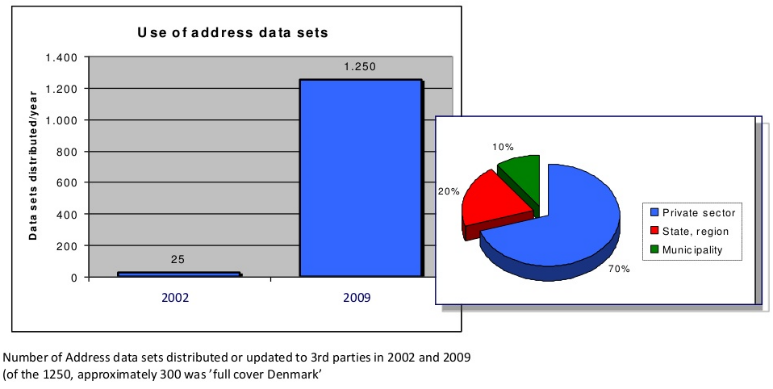 Use of address data sets
Data sets distributed/year
1.400
1.200
1.000
800
600
400
200
0
25
1.250
2002
2009
10%
20%
70%
Private sector
State, region
Municipality
Number of Address data sets distributed or updated to 3rd parties in 2002 and 2009
(of the 1250, approximately 300 was ’full cover Denmark’